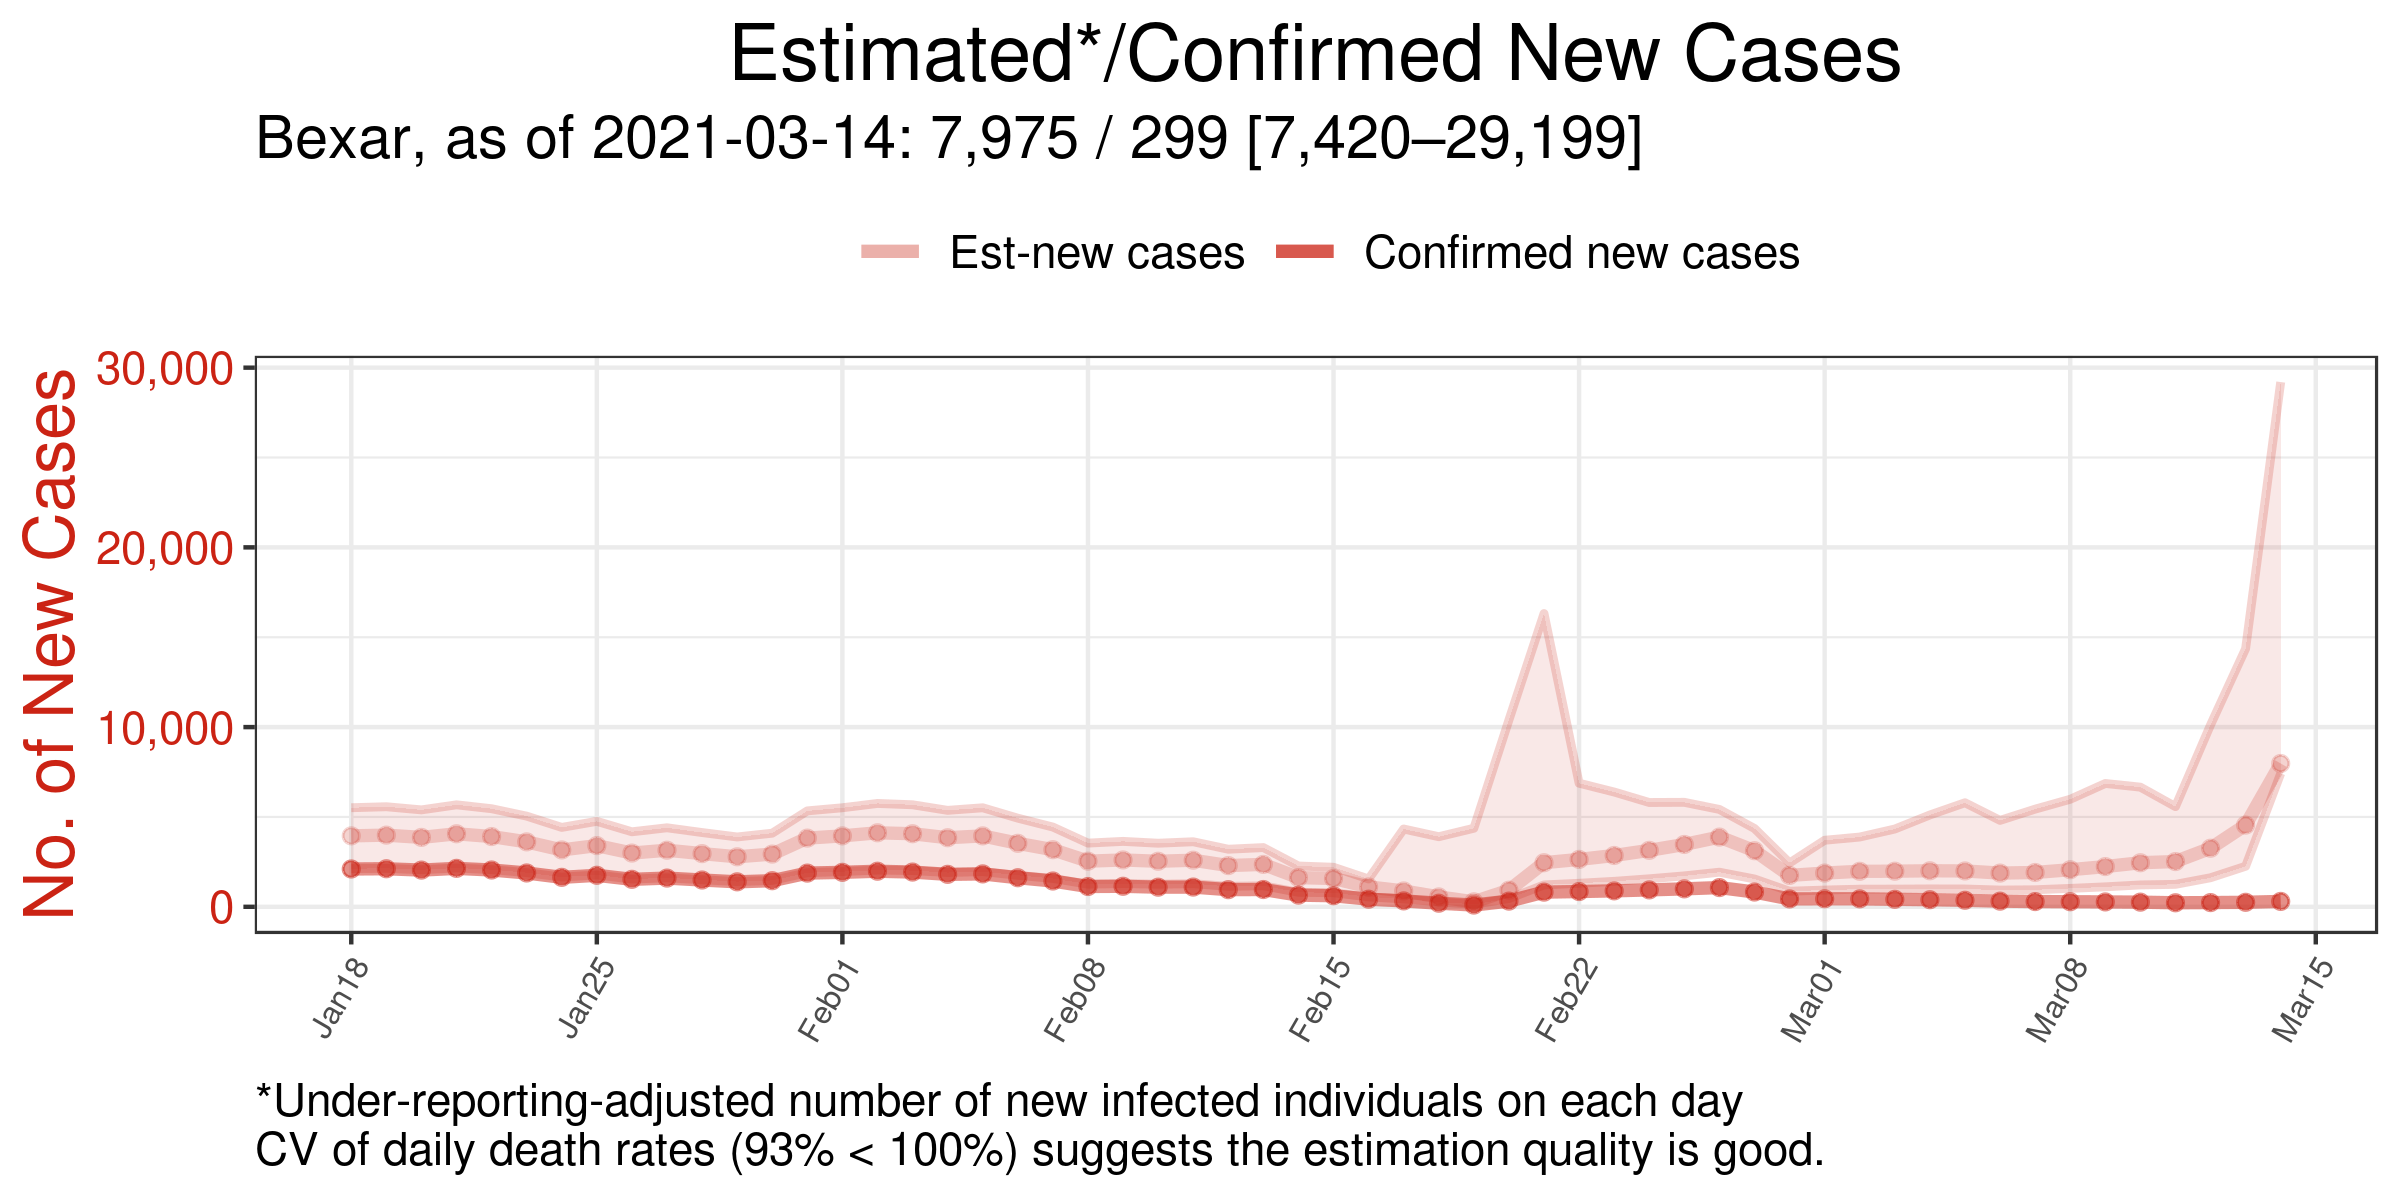 Estimated*/Confirmed New Cases
Bexar, as of 2021-03-14: 7,975 / 299 [7,420–29,199]
Est-new cases
Confirmed new cases
No. of New Cases
30,000
20,000
10,000
0
Jan18
Jan25
Feb01
Feb08
Feb15
Feb22
Mar01
Mar08
Mar15
*Under-reporting-adjusted number of new infected individuals on each day
CV of daily death rates (93% < 100%) suggests the estimation quality is good.